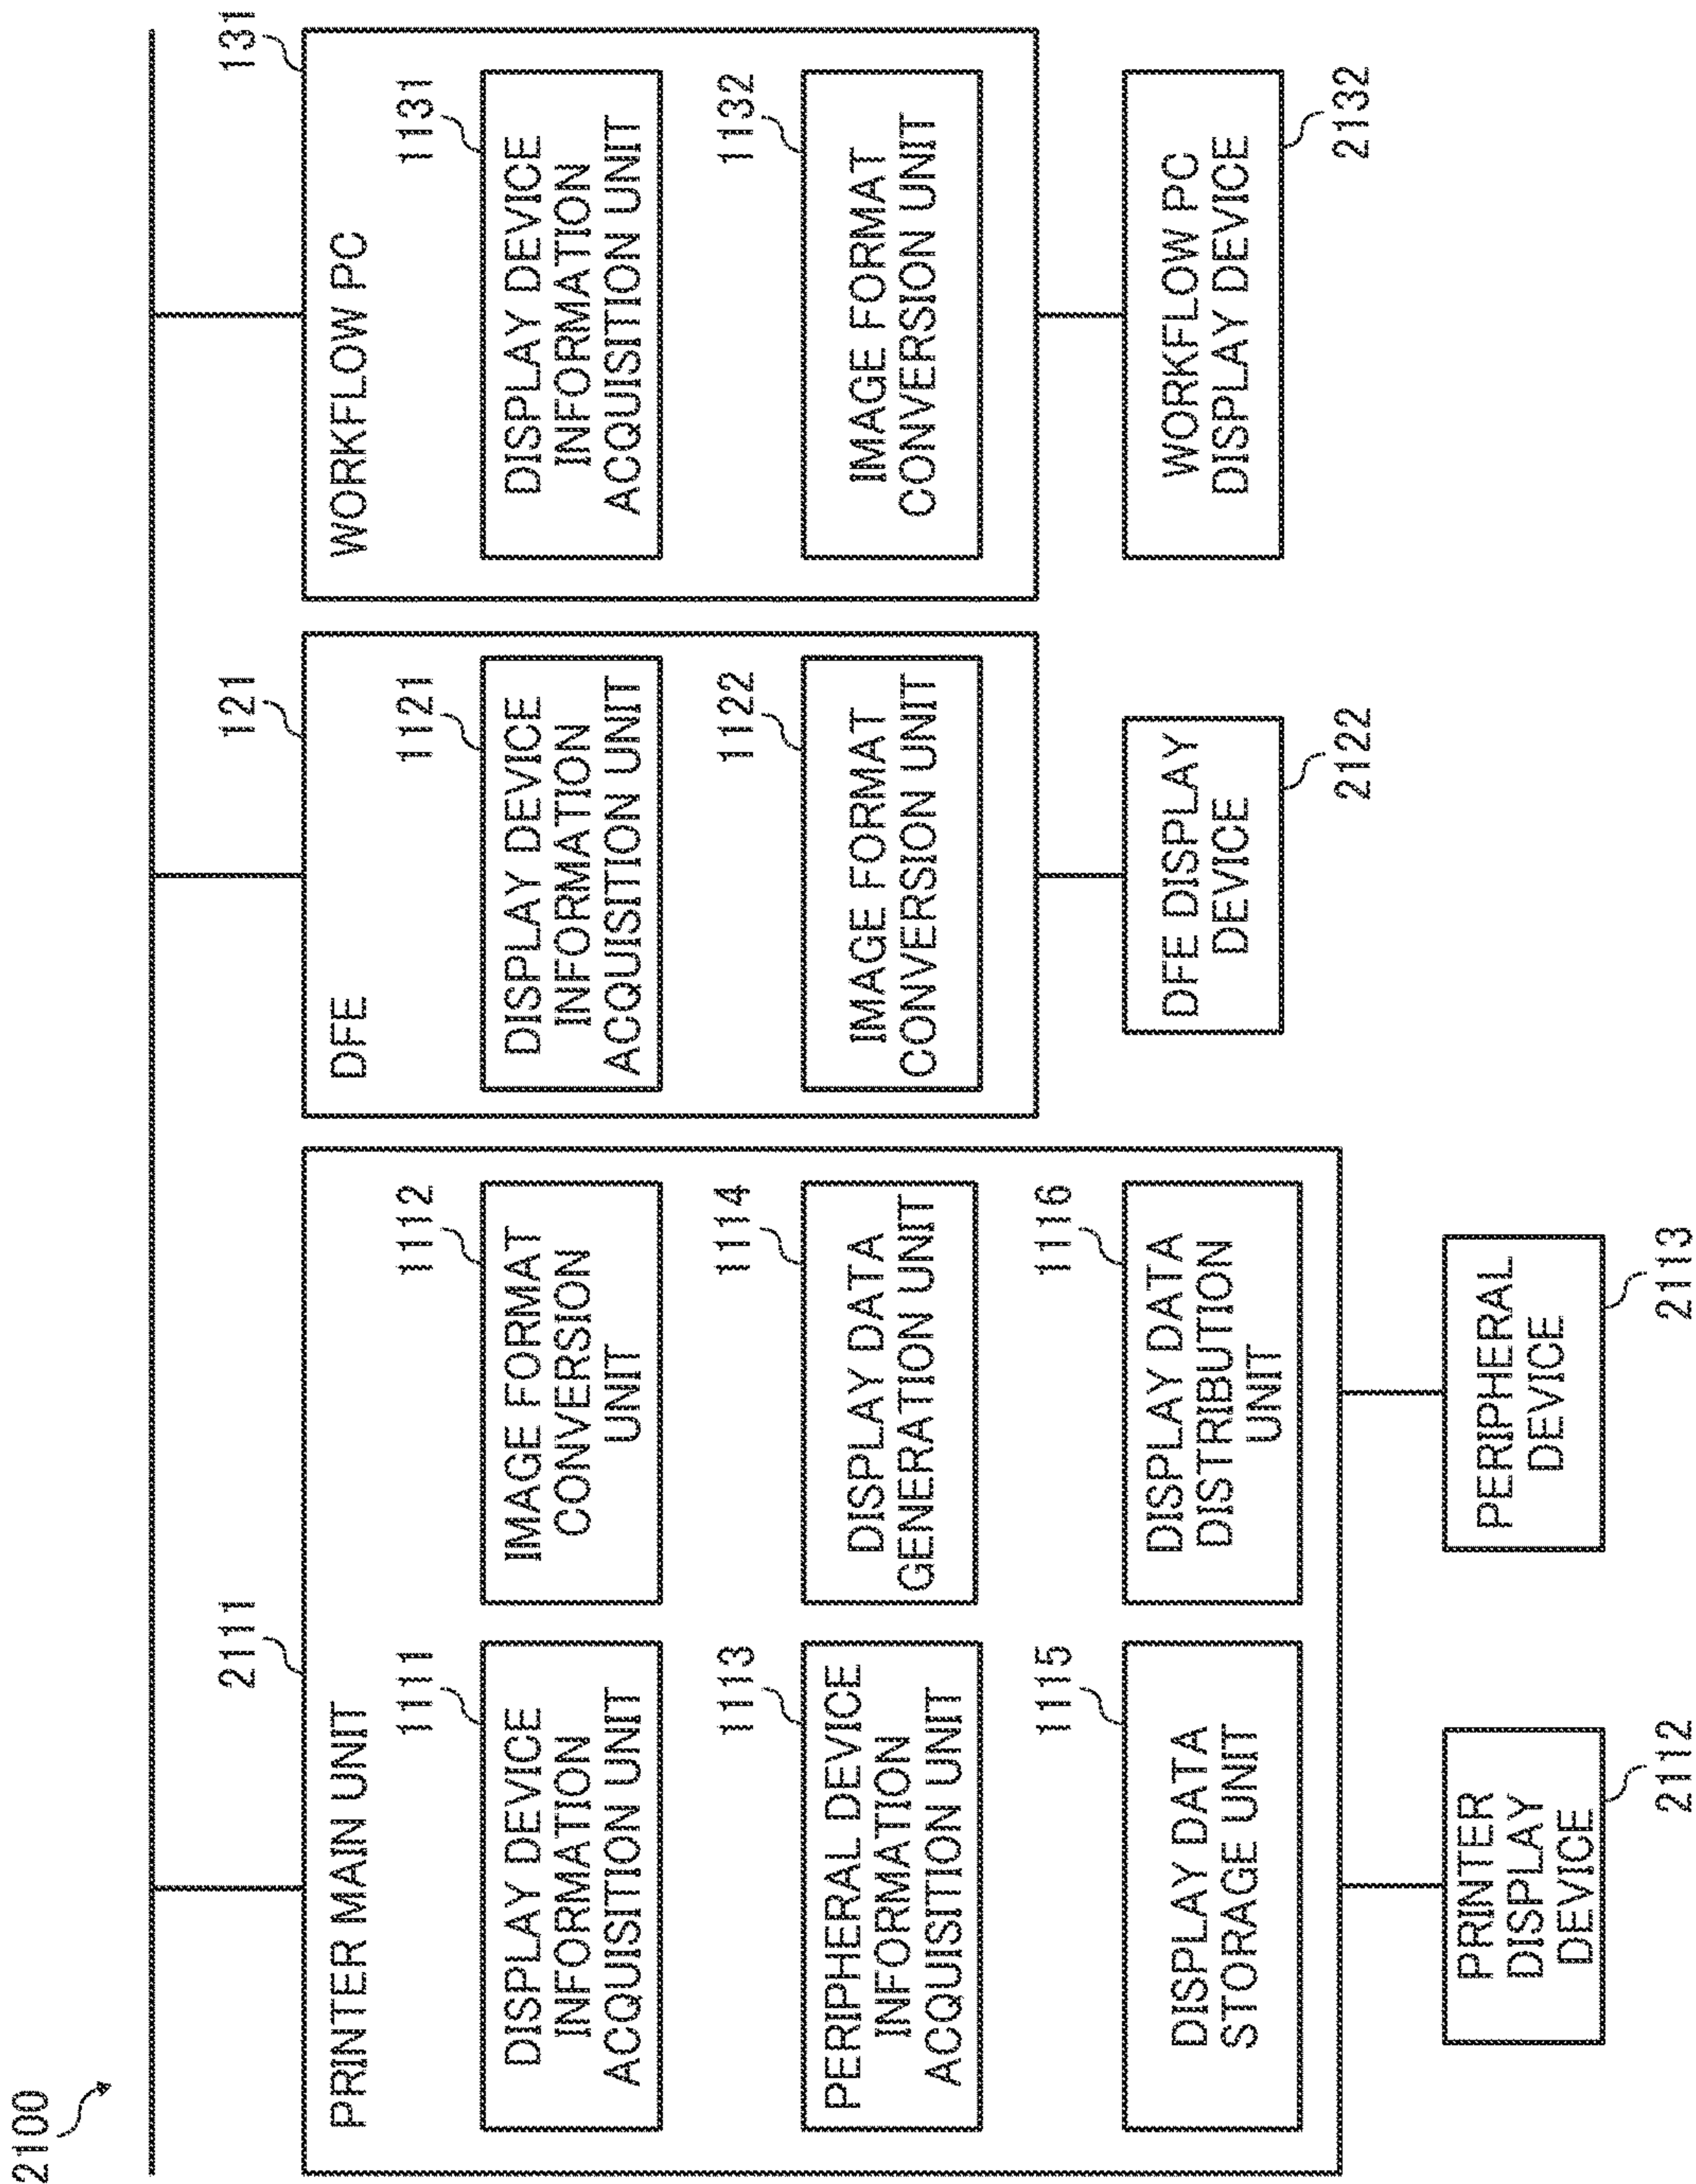 2100
PRINTER MAIN UNIT
2111
DISPLAY DEVICE
INFORMATION
ACQUISITION UNIT
1111
IMAGE FORMAT
CONVERSION
UNIT
1112
PERIPHERAL DEVICE
INFORMATION
ACQUISITION UNIT
1113
DISPLAY DATA
GENERATION UNIT
1114
DISPLAY DATA
STORAGE UNIT
1115
DISPLAY DATA
DISTRIBUTION
UNIT
1116
PRINTER
DISPLAY
DEVICE
2112
PERIPHERAL
DEVICE
2113
DFE
121
DISPLAY DEVICE
INFORMATION
ACQUISITION UNIT
1121
IMAGE FORMAT
CONVERSION UNIT
1122
DFE DISPLAY
DEVICE
2122
WORKFLOW PC
131
DISPLAY DEVICE
INFORMATION
ACQUISITION UNIT
1131
IMAGE FORMAT
CONVERSION UNIT
1132
WORKFLOW PC
DISPLAY DEVICE
2132